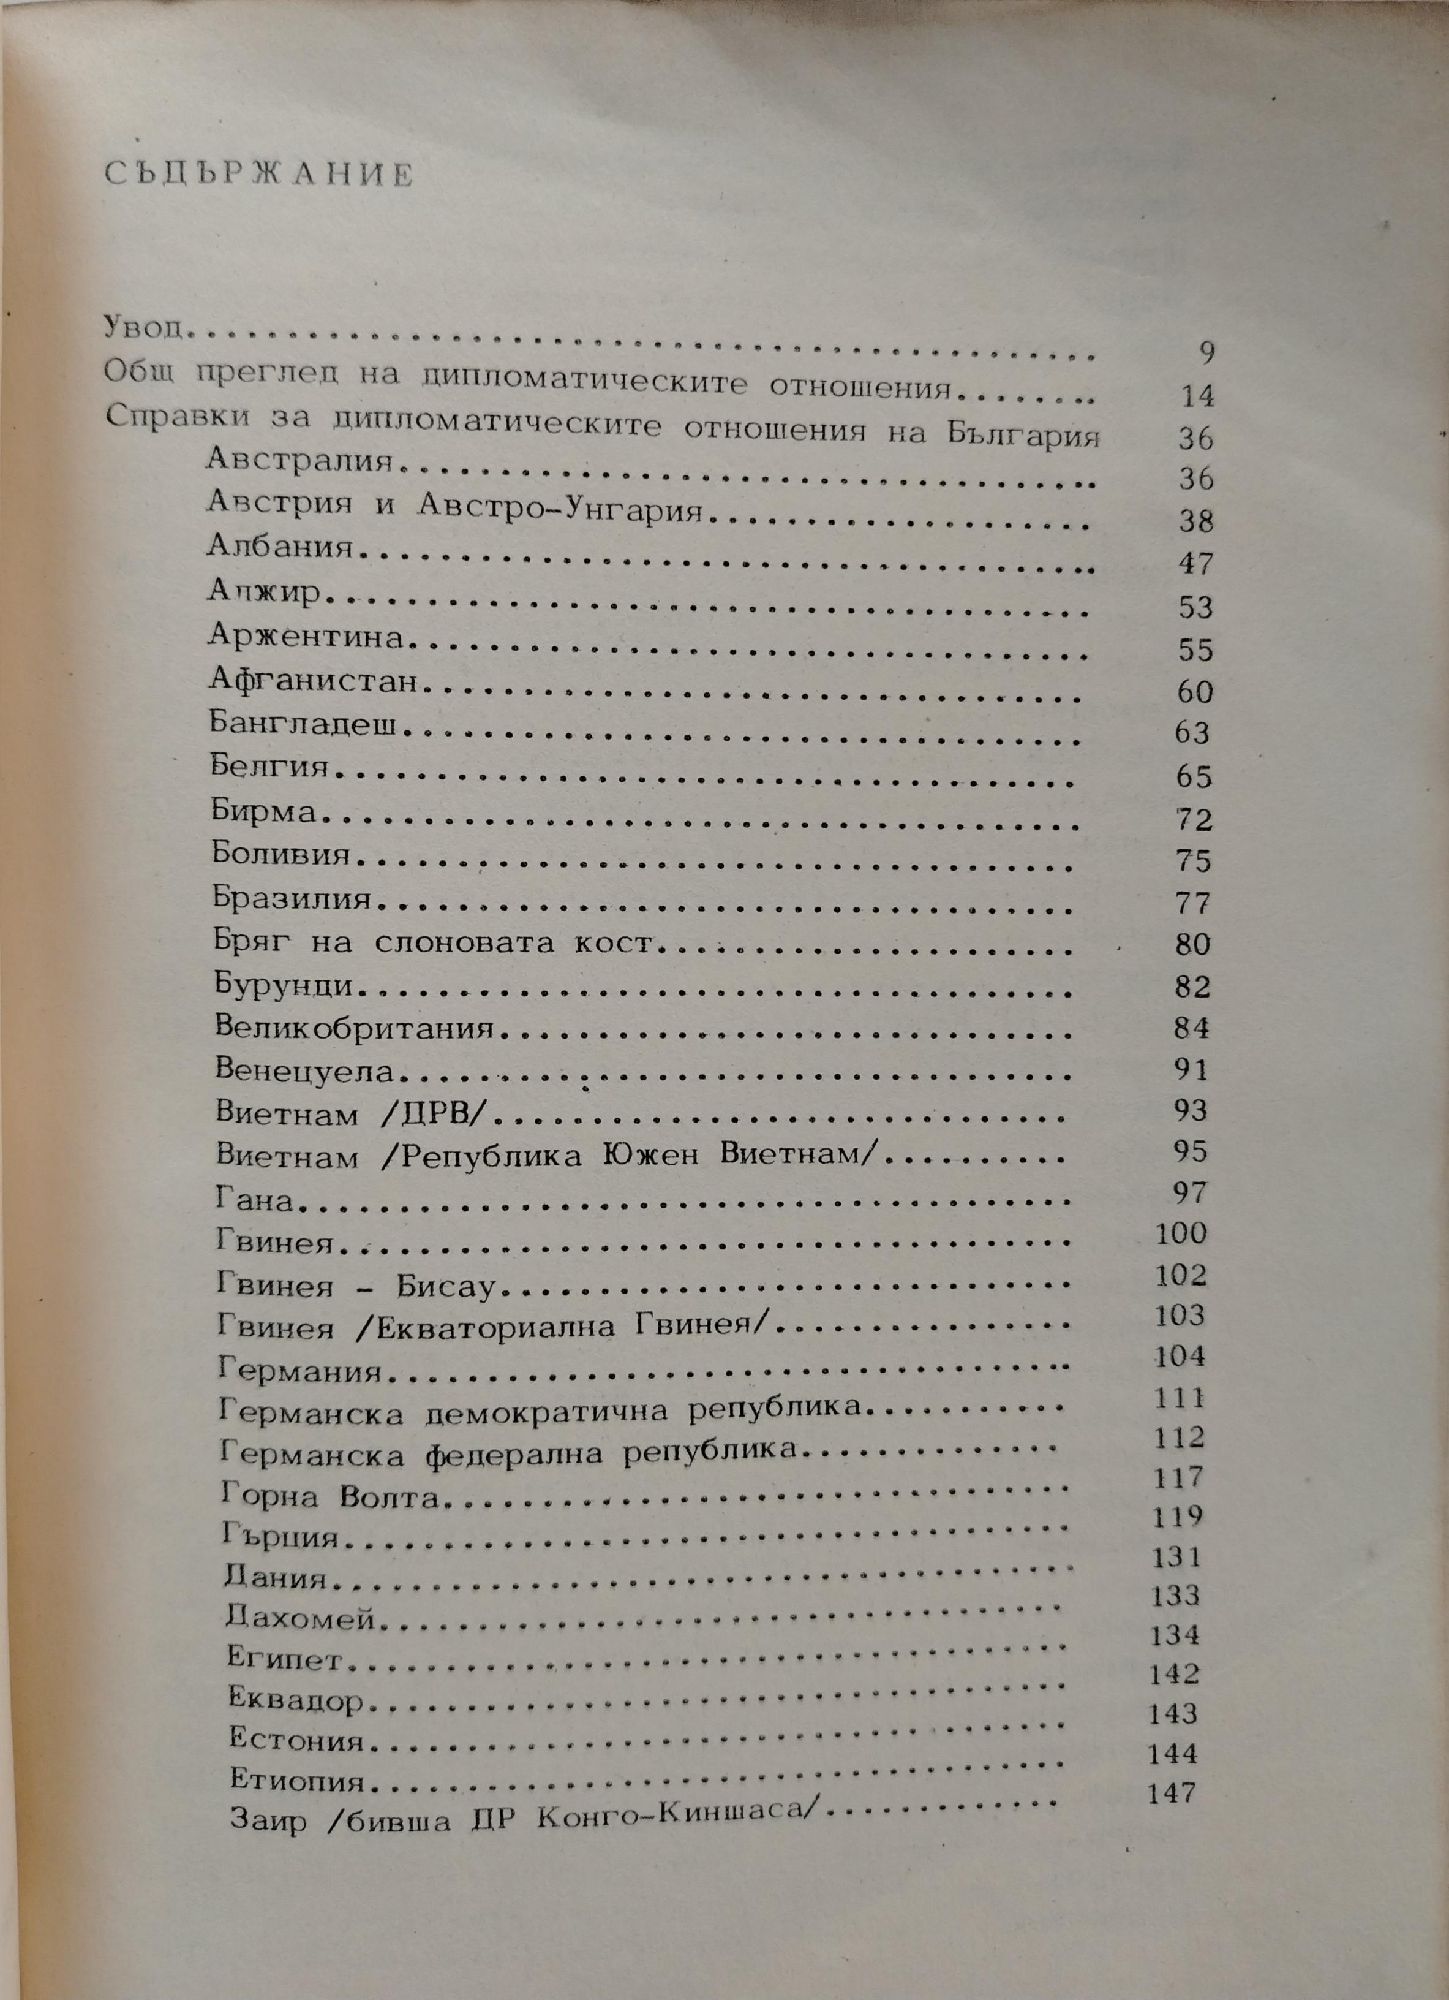 СЪДЪРЖАНИЕ
Увод.............................................. 9
Общ преглед на дипломатическите отношения........ 14
Справки за дипломатическите отношения на България 36
Австралия................................... 36
Австрия и Австро-Унгария.................... 38
Албания..................................... 47
Алжир....................................... 53
Аржентина................................... 55
Афганистан.................................. 60
Бангладеш................................... 63
Белгия...................................... 65
Бирма....................................... 72
Боливия..................................... 75
Бразилия.................................... 77
Бряг на слоновата кост...................... 80
Бурунди..................................... 82
Великобритания.............................. 84
Венецуела................................... 91
Виетнам /ДРВ/............................... 93
Виетнам /Република Южен Виетнам/.......... 95
Гана........................................ 97
Гвинея...................................... 100
Гвинея – Бисау.............................. 102
Гвинея /Екваториална Гвинея/................ 103
Германия.................................... 104
Германска демократична република........... 111
Германска федерална република............. 112
Горна Волта................................. 117
Гърция...................................... 119
Дания....................................... 131
Дахомей..................................... 133
Египет...................................... 134
Еквадор..................................... 142
Естония..................................... 143
Етиопия..................................... 144
Заир /бивша ДР Конго-Киншаса/............. 147